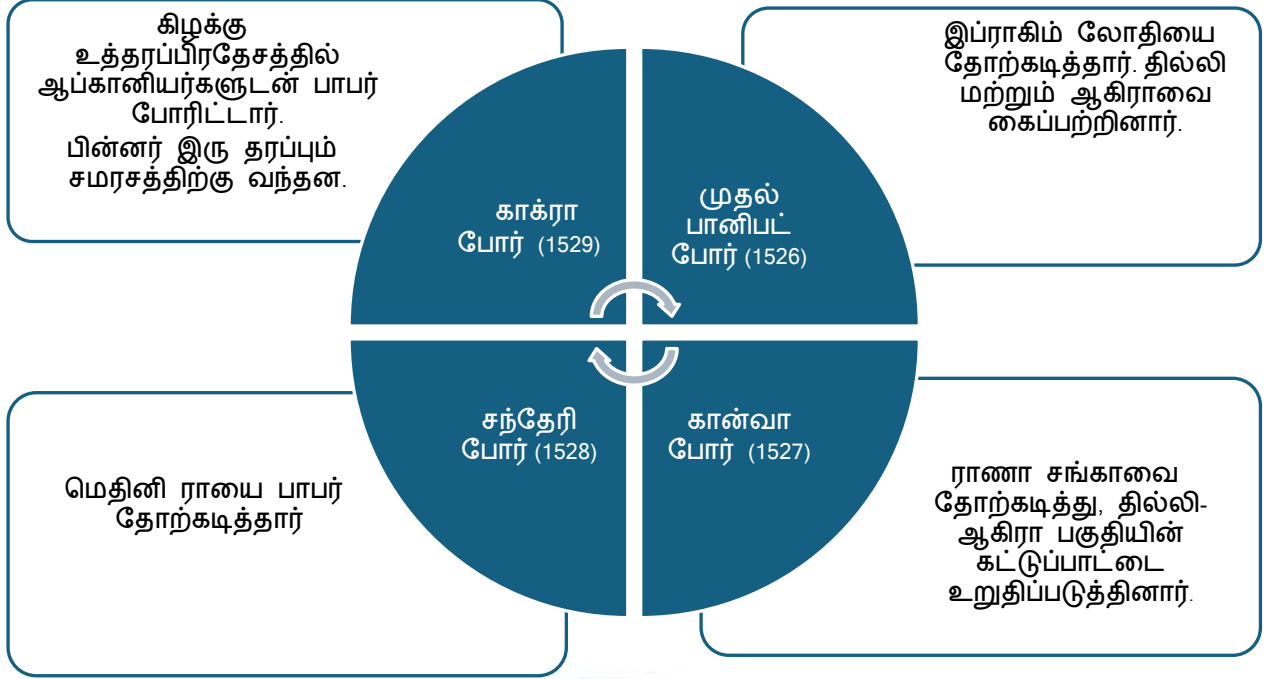 கிழக்கு
உத்தரப்பிரதேசத்தில்
ஆப்கானியர்களுடன் பாபர்
போரிட்டார்.
பின்னர் இரு தரப்பும்
சமரசத்திற்கு வந்தன.
இப்ராகிம் லோதியை
தோற்கடித்தார். தில்லி
மற்றும் ஆகிராவை
கைப்பற்றினார்.
காக்ரா
போர் (1529)
முதல்
பானிபட்
போர் (1526)
சந்தேரி
போர் (1528)
கான்வா
போர் (1527)
மெதினி ராயை பாபர்
தோற்கடித்தார்
ராணா சங்காவை
தோற்கடித்து, தில்லி-
ஆகிரா பகுதியின்
கட்டுப்பாட்டை
உறுதிப்படுத்தினார்.